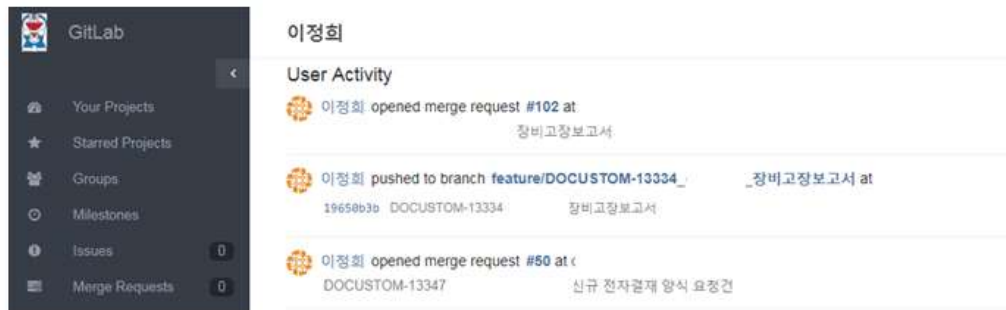 GitLab
Your Projects
Starred Projects
Groups
Milestones
Issues 0
Merge Requests 0
이정희
User Activity
이정희 opened merge request #102 at
장비고장보고서
이정희 pushed to branch feature/DOCUSTOM-13334_ _장비고장보고서 at
19650b3b DOCUSTOM-13334 장비고장보고서
이정희 opened merge request #50 at
DOCUSTOM-13347 신규 전자결재 양식 요청건